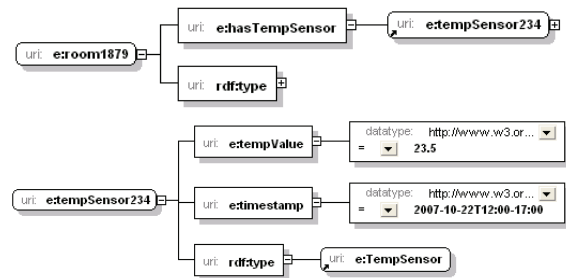 uri: e:hasTempSensor
uri: e:tempSensor234
uri: e:room1879
uri: rdf:type
datatype: http://www.w3.or...
uri: e:tempValue
= 23.5
datatype: http://www.w3.or...
uri: e:tempSensor234
uri: e:timestamp
= 2007-10-22T12:00-17:00
uri: rdf:type
uri: e:TempSensor